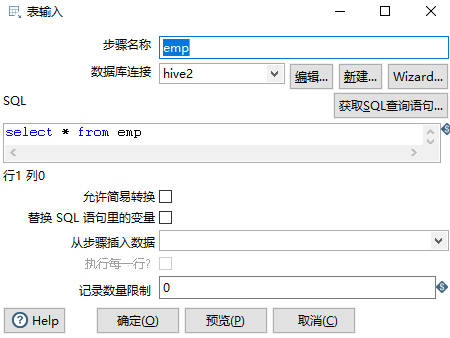 表输入
步骤名称 emp
数据库连接 hive2 编辑... 新建... Wizard...
SQL 获取SQL查询语句...
select * from emp
行1 列0
允许简易转换
替换 SQL 语句里的变量
从步骤插入数据
执行每一行?
记录数量限制 0
Help 确定(O) 预览(P) 取消(C)